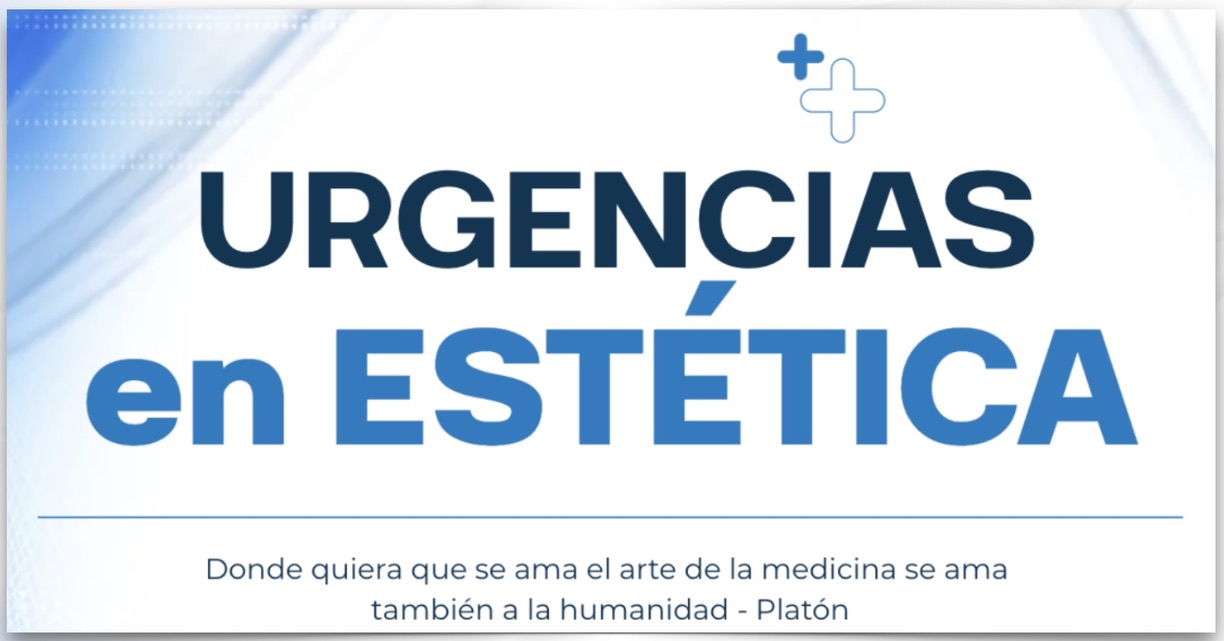 URGENCIAS
en ESTÉTICA
Donde quiera que se ama el arte de la medicina se ama
también a la humanidad - Platón